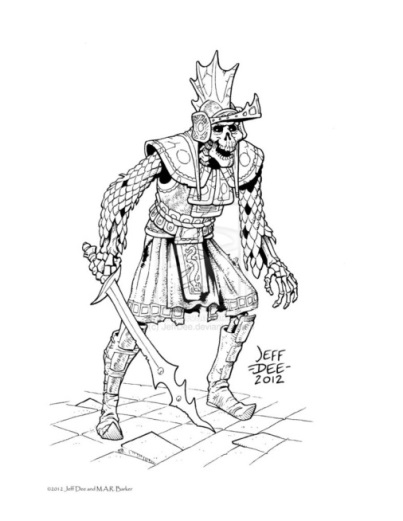 JEFF
=DEE=
2012
©2012 Jeff Dee and M.A.R. Barker